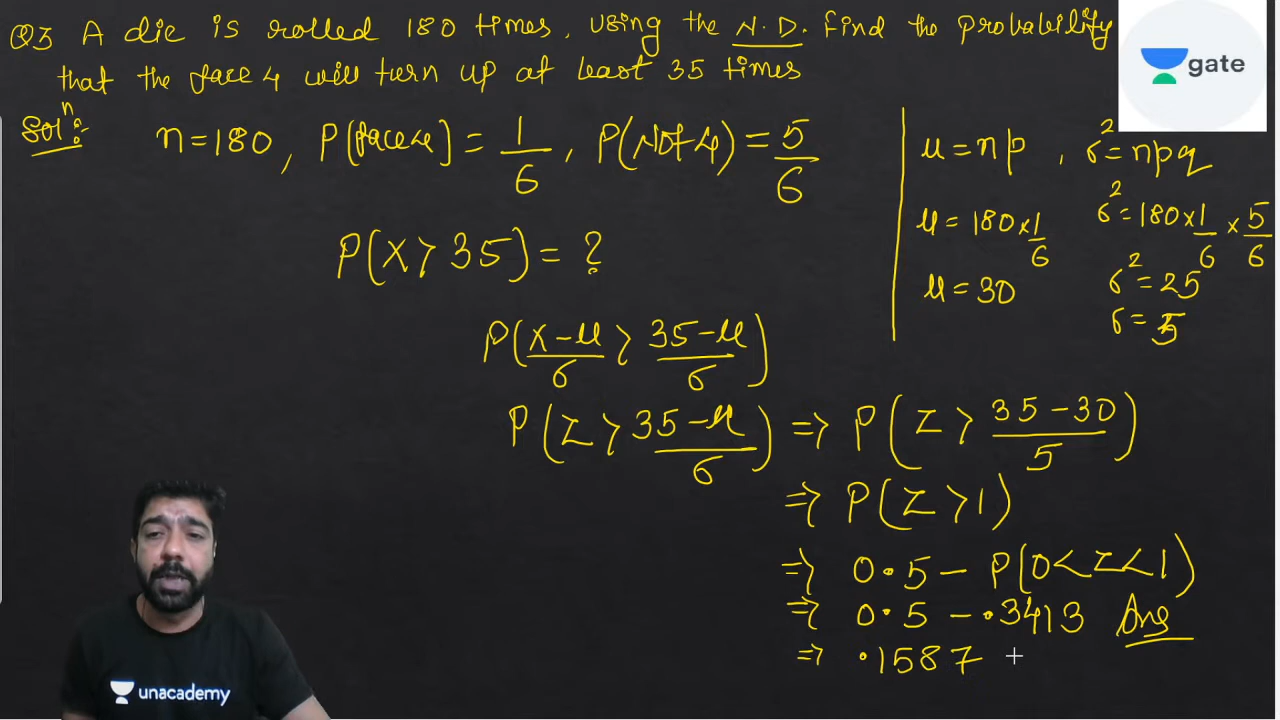 Q3 A die is rolled 180 times, using the N.D. find the probability
that the face 4 will turn up at least 35 times
gate
Solⁿ:- n=180, P(face 4) = 1/6, P(Not 4) = 5/6
P(X > 35) = ?
P(X-μ/σ > 35-μ/σ)
P(Z > 35-μ/σ) => P(Z > 35-30/5)
=> P(Z > 1)
=> 0.5 - P(0<Z<1)
=> 0.5 - .3413 Ans
=> .1587
μ = np, σ² = npq
μ = 180×1/6 σ² = 180×1/6×5/6
μ = 30 σ² = 25
σ = 5
unacademy